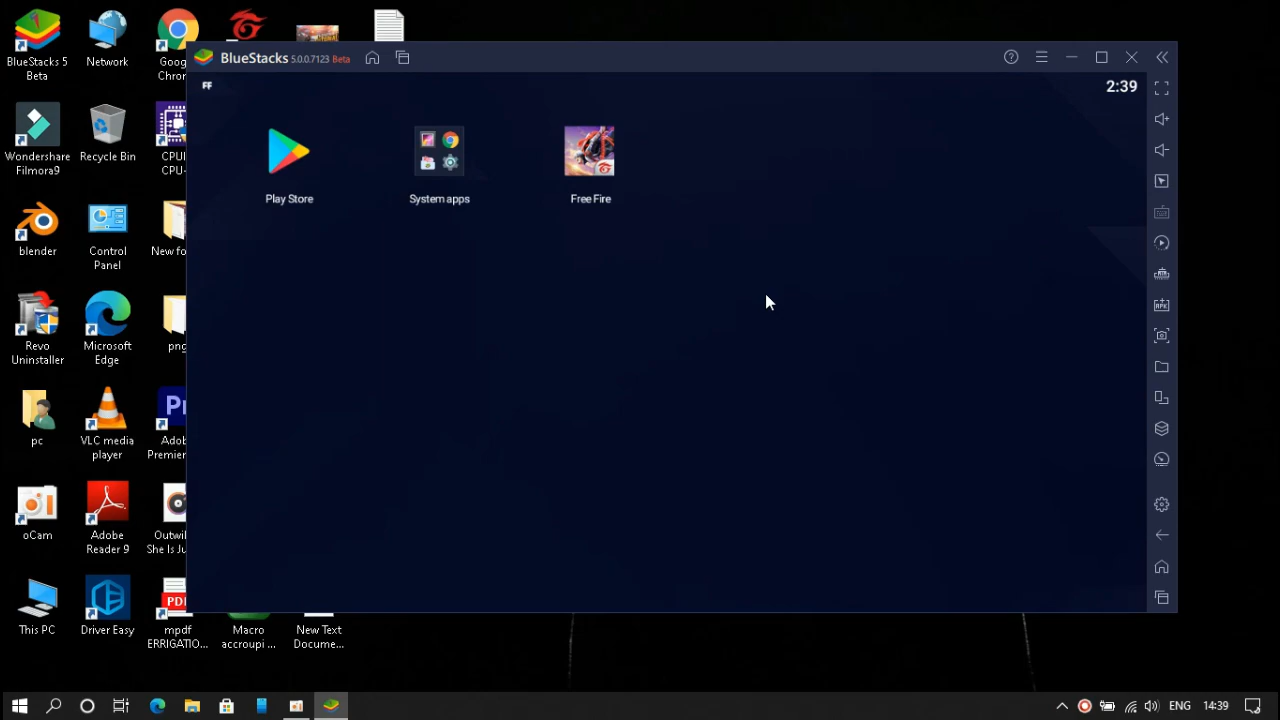 BlueStacks 5.0.0.7123 Beta
FF
2:39
Play Store
System apps
Free Fire
BlueStacks 5
Beta
Network
Goog
Chron
Wondershare
Filmora9
Recycle Bin
CPUI
CPU-
blender
Control
Panel
New fo
Revo
Uninstaller
Microsoft
Edge
png
pc
VLC media
player
Adob
Premier
oCam
Adobe
Reader 9
Outwil
She Is Ju
This PC
Driver Easy
mpdf
ERRIGATIO...
Macro
accroupi ...
New Text
Docume...
ENG
14:39